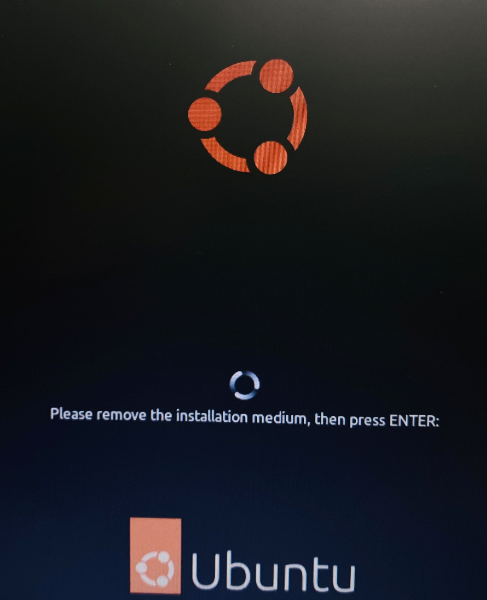 Please remove the installation medium, then press ENTER:
Ubuntu